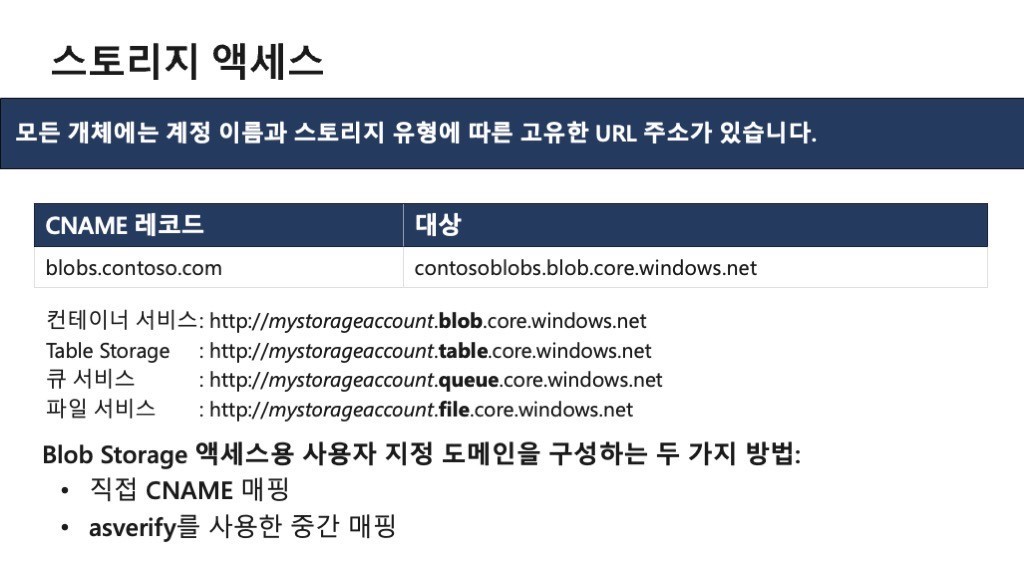 스토리지 액세스
모든 개체에는 계정 이름과 스토리지 유형에 따른 고유한 URL 주소가 있습니다.
CNAME 레코드 대상
blobs.contoso.com contosoblobs.blob.core.windows.net
컨테이너 서비스: http://mystorageaccount.blob.core.windows.net
Table Storage : http://mystorageaccount.table.core.windows.net
큐 서비스 : http://mystorageaccount.queue.core.windows.net
파일 서비스 : http://mystorageaccount.file.core.windows.net
Blob Storage 액세스용 사용자 지정 도메인을 구성하는 두 가지 방법:
• 직접 CNAME 매핑
• asverify를 사용한 중간 매핑